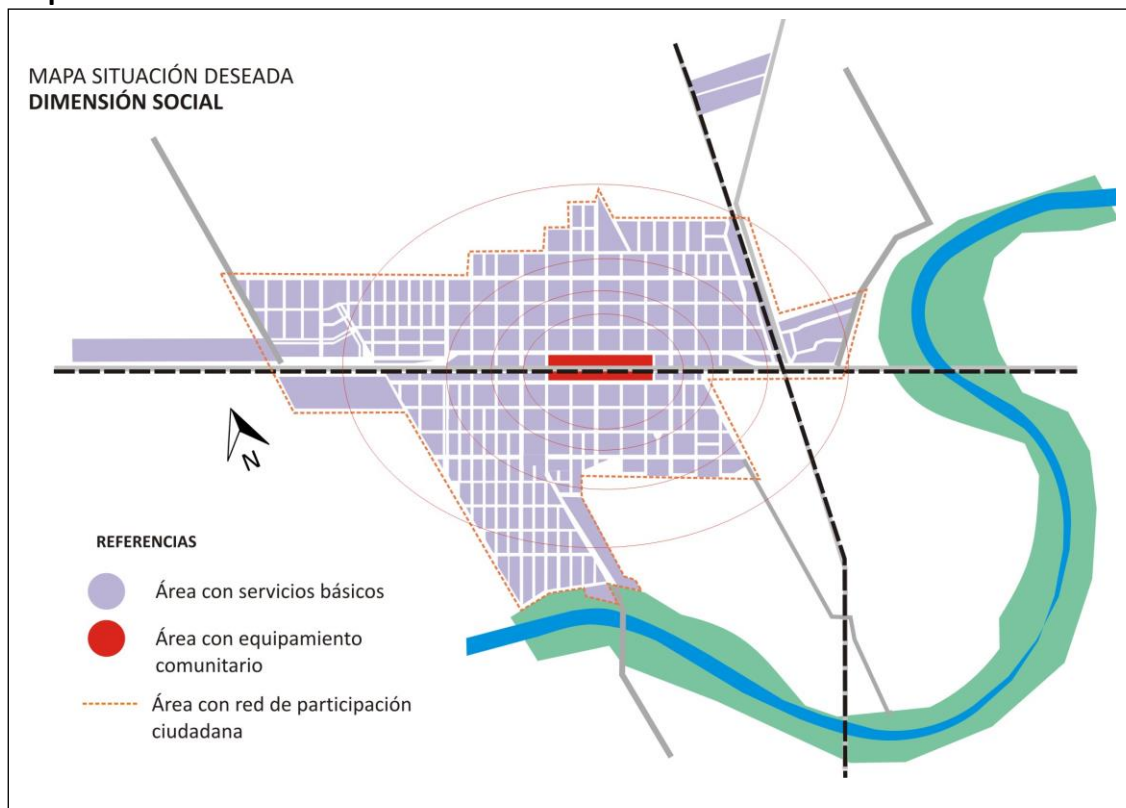 MAPA SITUACIÓN DESEADA
DIMENSIÓN SOCIAL
N
REFERENCIAS
Área con servicios básicos
Área con equipamiento
comunitario
Área con red de participación
ciudadana